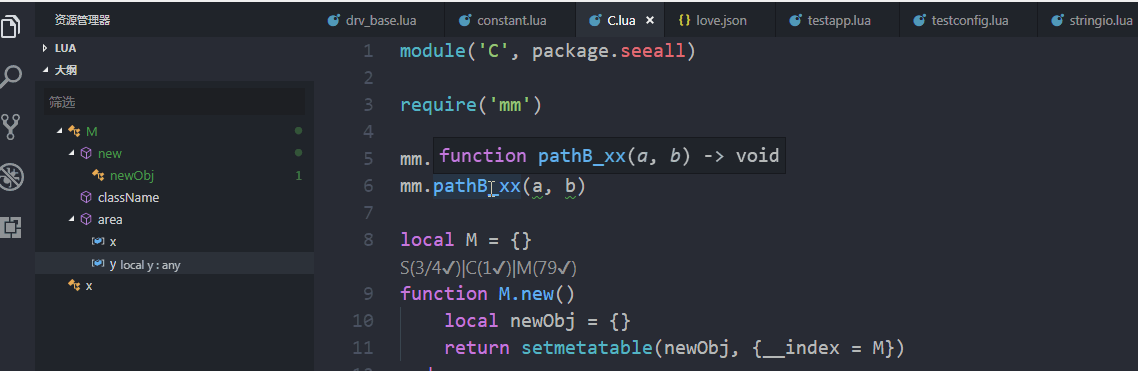 资源管理器
drv_base.lua constant.lua C.lua × {} love.json testapp.lua testconfig.lua stringio.lua
LUA
大纲
筛选
M
new
newObj 1
className
area
x
y local y : any
x
1 module('C', package.seeall)
2
3 require('mm')
4
5 mm.
function pathB_xx(a, b) -> void
6 mm.pathB_xx(a, b)
7
8 local M = {}
S(3/4✓)|C(1✓)|M(79✓)
9 function M.new()
10 local newObj = {}
11 return setmetatable(newObj, {__index = M})